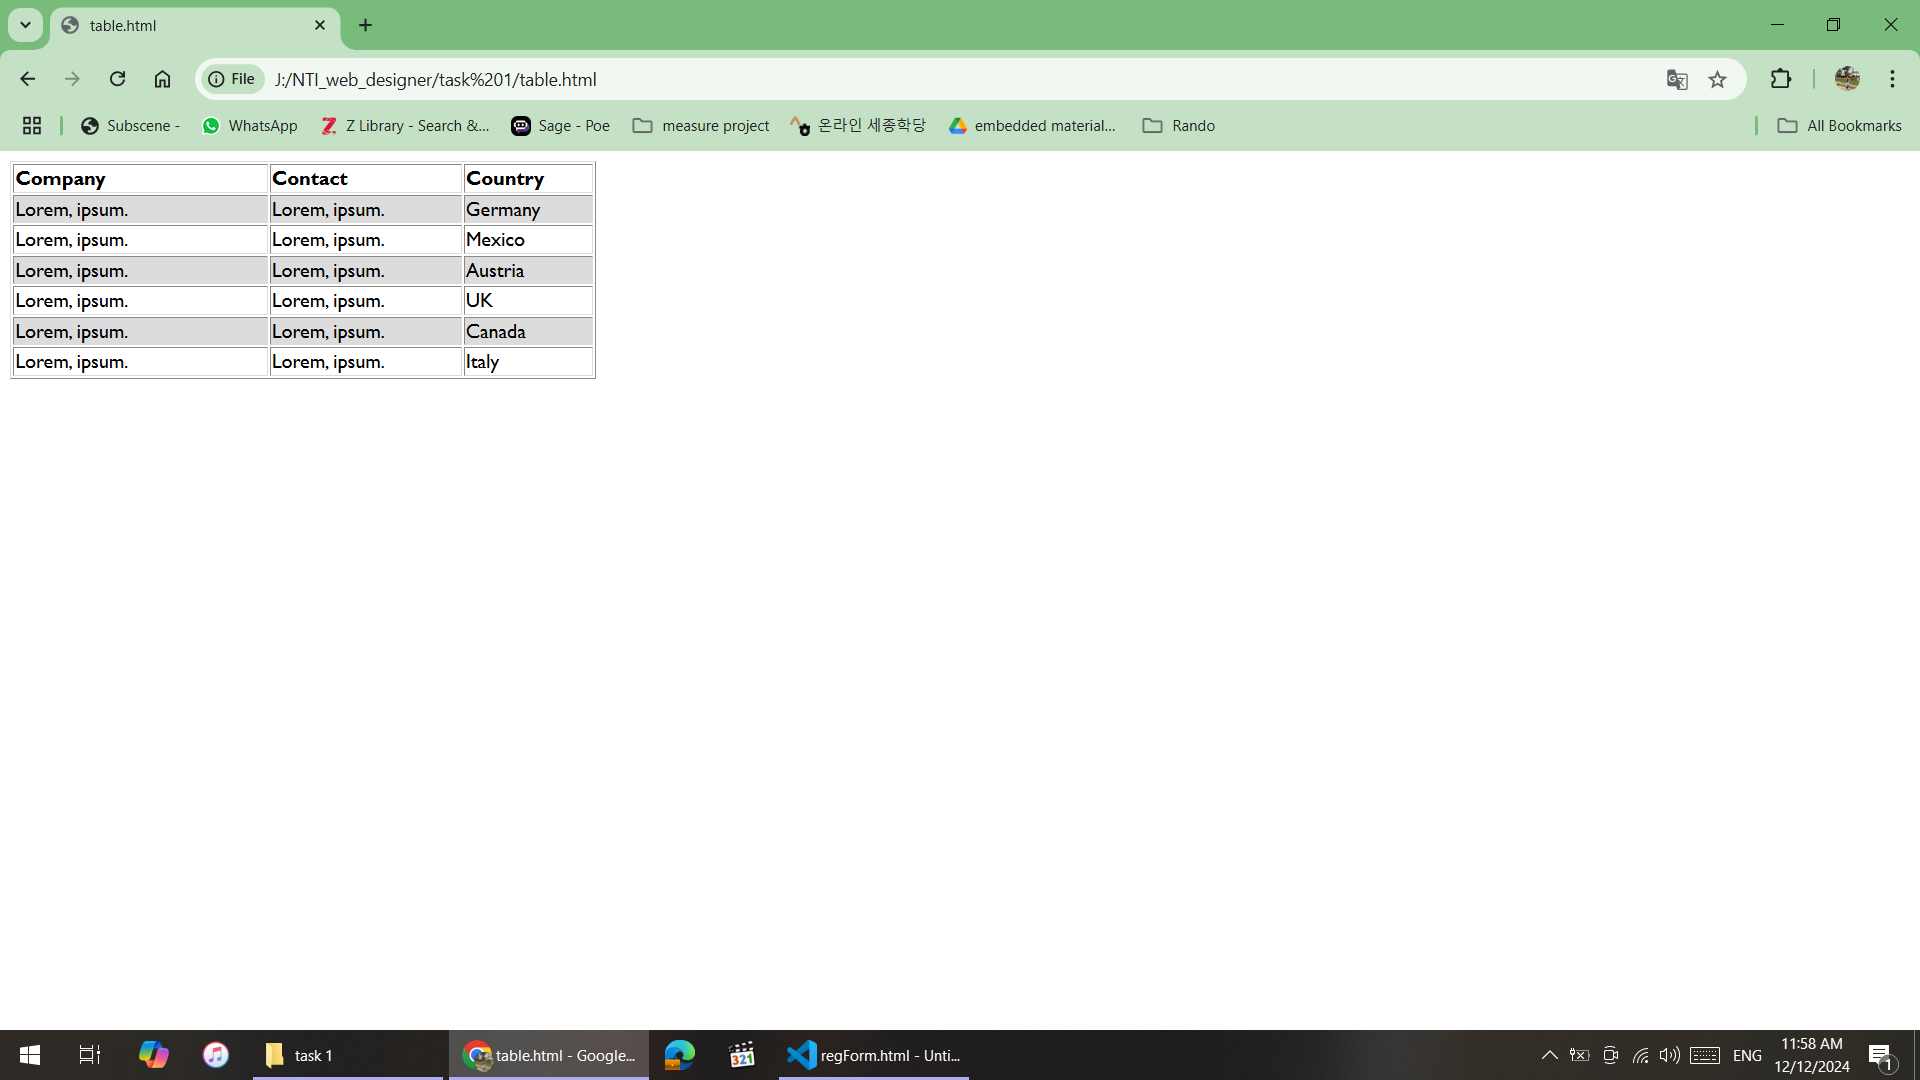 table.html
File J:/NTI_web_designer/task%201/table.html
Subscene - WhatsApp Z Library - Search &... Sage - Poe measure project 온라인 세종학당 embedded material... Rando All Bookmarks
Company Contact Country
Lorem, ipsum. Lorem, ipsum. Germany
Lorem, ipsum. Lorem, ipsum. Mexico
Lorem, ipsum. Lorem, ipsum. Austria
Lorem, ipsum. Lorem, ipsum. UK
Lorem, ipsum. Lorem, ipsum. Canada
Lorem, ipsum. Lorem, ipsum. Italy
task 1 table.html - Google... 321 regForm.html - Unti... ENG 11:58 AM
12/12/2024 1